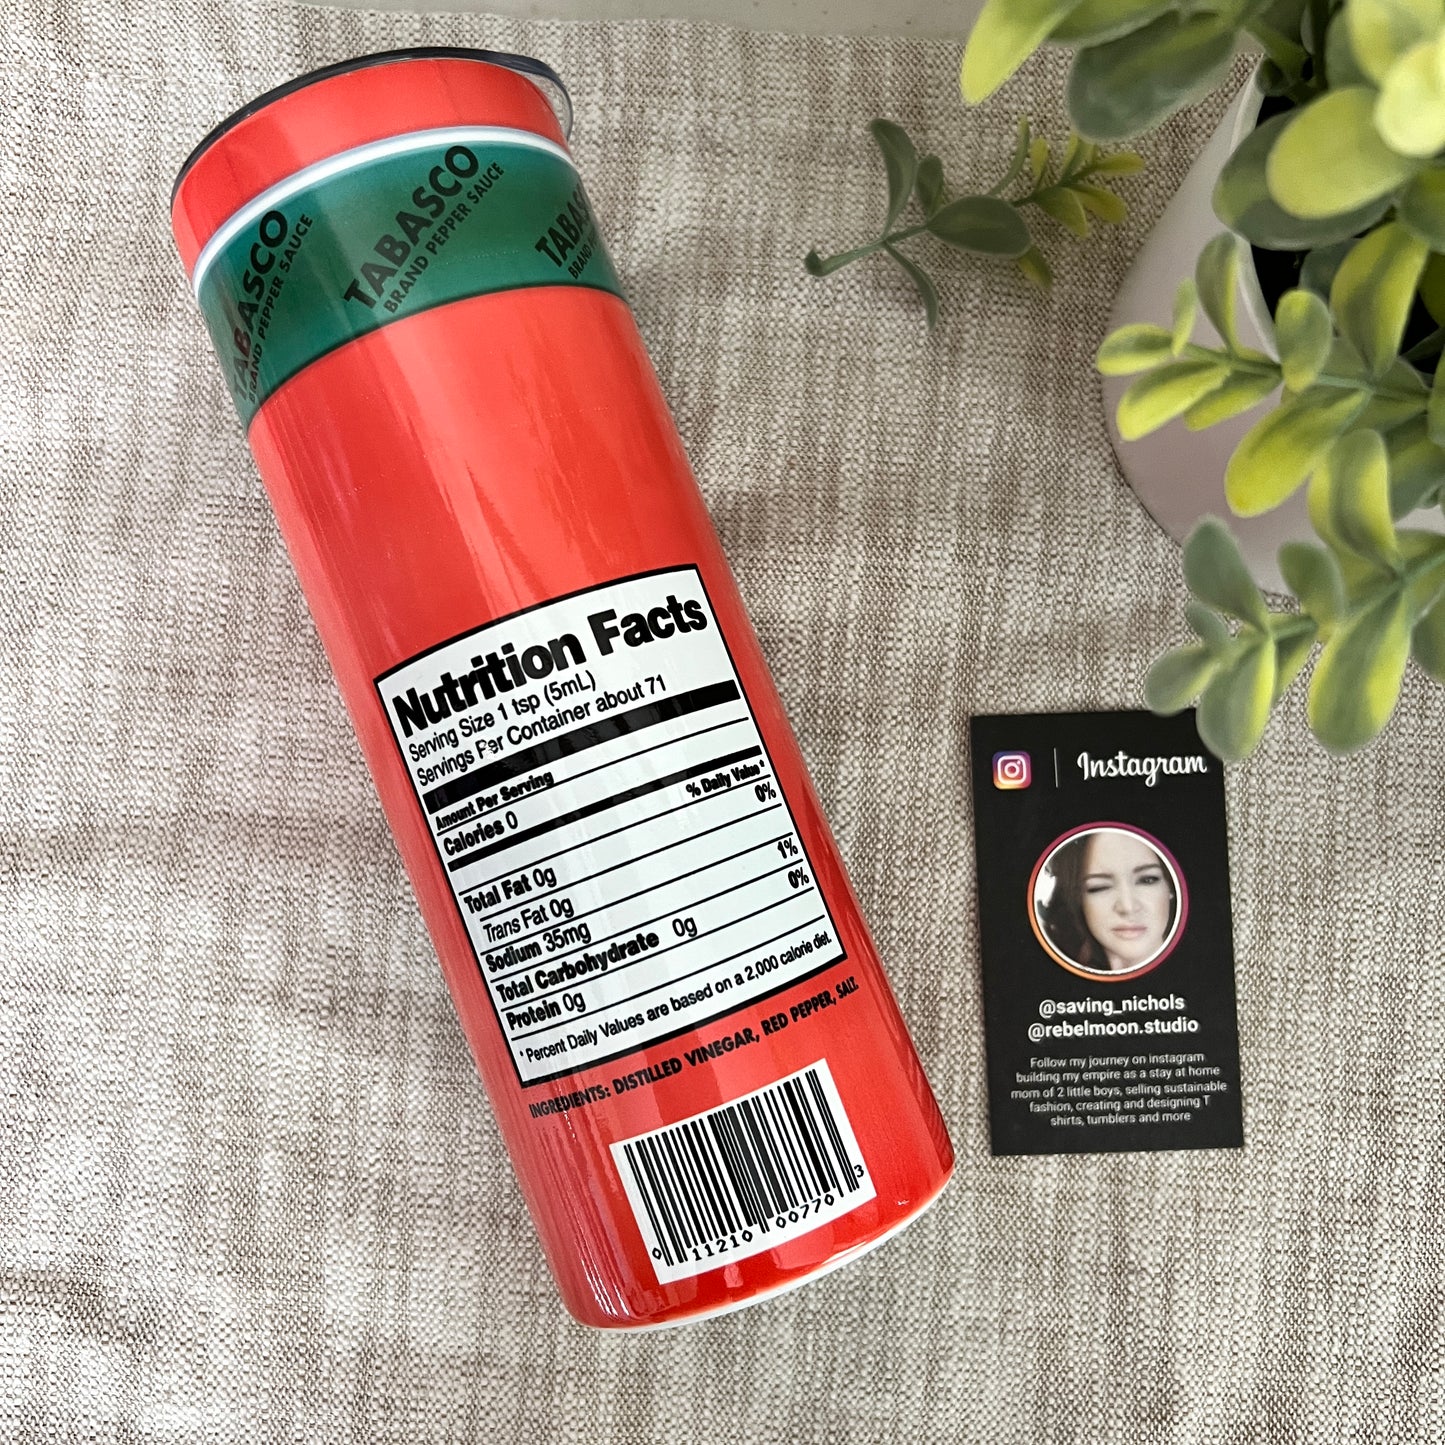 TABASCO
BRAND PEPPER SAUCE
TABASCO
BRAND PEPPER SAUCE
Nutrition Facts
Serving Size 1 tsp (5mL)
Servings Per Container about 71
Amount Per Serving
Calories 0
% Daily Value *
Total Fat 0g 0%
Trans Fat 0g
Sodium 35mg 1%
Total Carbohydrate 0g 0%
Protein 0g
* Percent Daily Values are based on a 2,000 calorie diet.
INGREDIENTS: DISTILLED VINEGAR, RED PEPPER, SALT.
0 11210 00770 3
Instagram
@saving_nichols
@rebelmoon.studio
Follow my journey on instagram
building my empire as a stay at home
mom of 2 little boys, selling sustainable
fashion, creating and designing T
shirts, tumblers and more